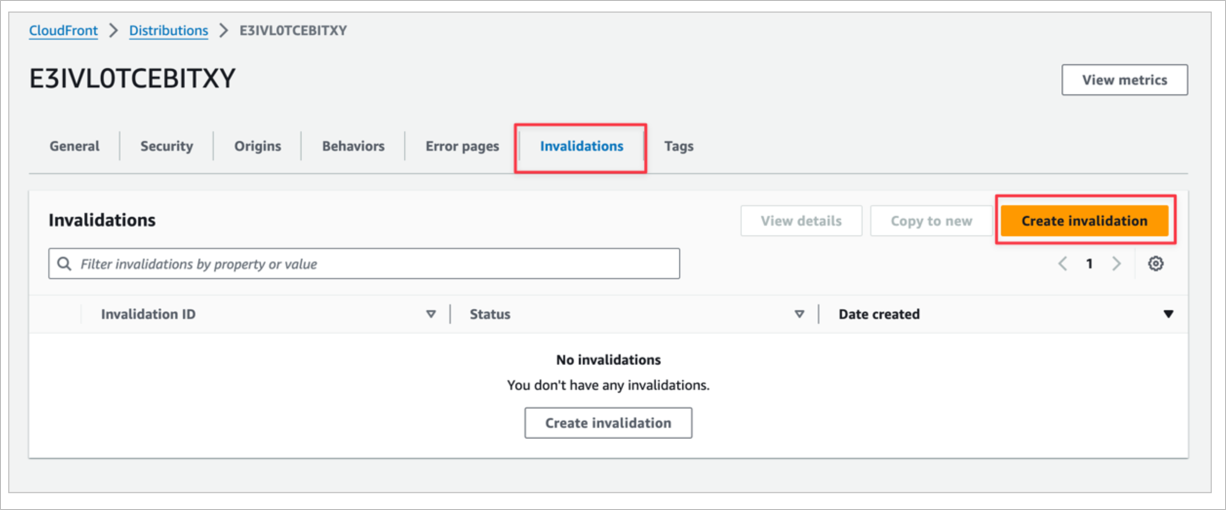 CloudFront > Distributions > E3IVL0TCEBITXY
E3IVL0TCEBITXY
View metrics
General Security Origins Behaviors Error pages Invalidations Tags
Invalidations
View details Copy to new Create invalidation
Filter invalidations by property or value
< 1 >
Invalidation ID Status Date created
No invalidations
You don't have any invalidations.
Create invalidation